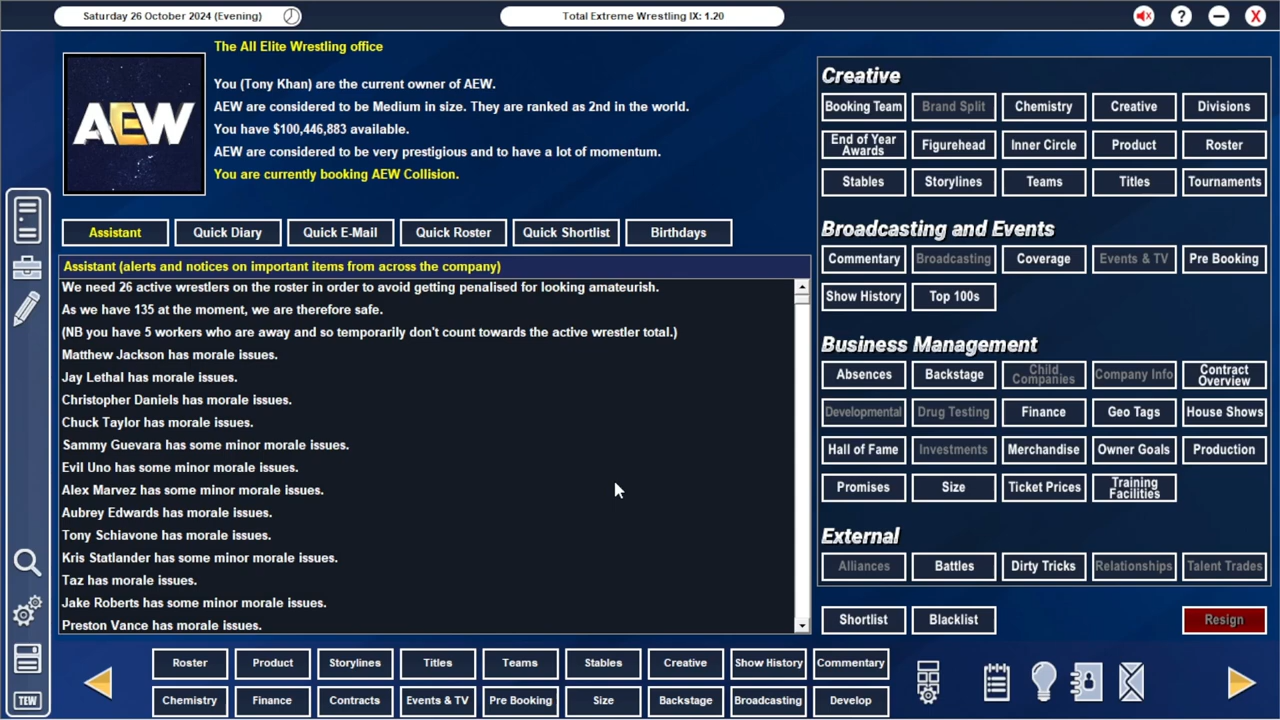 Saturday 26 October 2024 (Evening)
Total Extreme Wrestling IX: 1.20
?
X
The All Elite Wrestling office
AEW
You (Tony Khan) are the current owner of AEW.
AEW are considered to be Medium in size. They are ranked as 2nd in the world.
You have $100,446,883 available.
AEW are considered to be very prestigious and to have a lot of momentum.
You are currently booking AEW Collision.
Assistant
Quick Diary
Quick E-Mail
Quick Roster
Quick Shortlist
Birthdays
Assistant (alerts and notices on important items from across the company)
We need 26 active wrestlers on the roster in order to avoid getting penalised for looking amateurish.
As we have 135 at the moment, we are therefore safe.
(NB you have 5 workers who are away and so temporarily don't count towards the active wrestler total.)
Matthew Jackson has morale issues.
Jay Lethal has morale issues.
Christopher Daniels has morale issues.
Chuck Taylor has morale issues.
Sammy Guevara has some minor morale issues.
Evil Uno has some minor morale issues.
Alex Marvez has some minor morale issues.
Aubrey Edwards has morale issues.
Tony Schiavone has morale issues.
Kris Statlander has some minor morale issues.
Taz has morale issues.
Jake Roberts has some minor morale issues.
Preston Vance has morale issues.
Creative
Booking Team
Brand Split
Chemistry
Creative
Divisions
End of Year
Awards
Figurehead
Inner Circle
Product
Roster
Stables
Storylines
Teams
Titles
Tournaments
Broadcasting and Events
Commentary
Broadcasting
Coverage
Events & TV
Pre Booking
Show History
Top 100s
Business Management
Absences
Backstage
Child
Companies
Company Info
Contract
Overview
Developmental
Drug Testing
Finance
Geo Tags
House Shows
Hall of Fame
Investments
Merchandise
Owner Goals
Production
Promises
Size
Ticket Prices
Training
Facilities
External
Alliances
Battles
Dirty Tricks
Relationships
Talent Trades
Shortlist
Blacklist
Resign
TEW
Roster
Product
Storylines
Titles
Teams
Stables
Creative
Show History
Commentary
Chemistry
Finance
Contracts
Events & TV
Pre Booking
Size
Backstage
Broadcasting
Develop